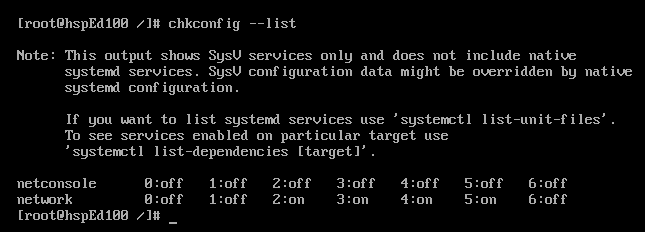 [root@hspEd100 /]# chkconfig --list
Note: This output shows SysV services only and does not include native
systemd services. SysV configuration data might be overridden by native
systemd configuration.
If you want to list systemd services use 'systemctl list-unit-files'.
To see services enabled on particular target use
'systemctl list-dependencies [target]'.
netconsole 0:off 1:off 2:off 3:off 4:off 5:off 6:off
network 0:off 1:off 2:on 3:on 4:on 5:on 6:off
[root@hspEd100 /]# _